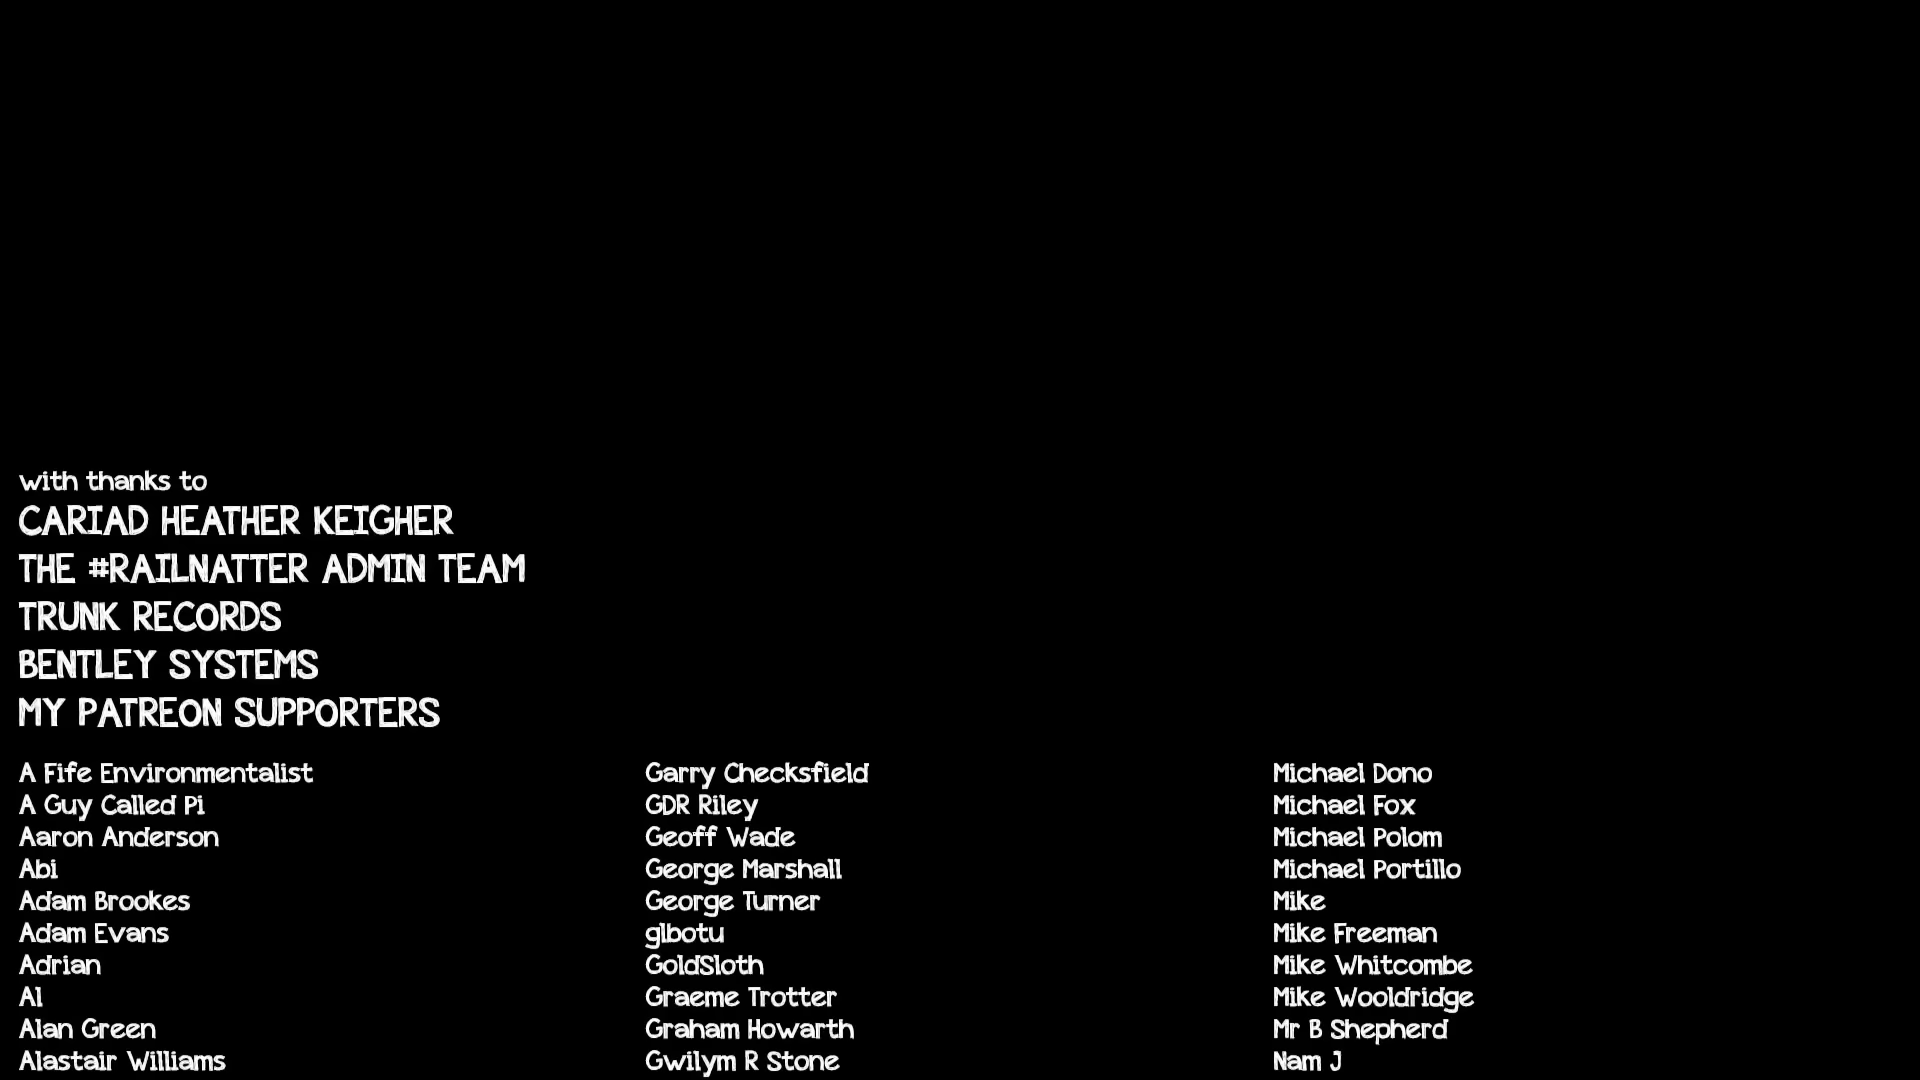 with thanks to
CARIAD HEATHER KEIGHER
THE #RAILNATTER ADMIN TEAM
TRUNK RECORDS
BENTLEY SYSTEMS
MY PATREON SUPPORTERS
A Fife Environmentalist
A Guy Called Pi
Aaron Anderson
Abi
Adam Brookes
Adam Evans
Adrian
Al
Alan Green
Alastair Williams
Garry Checksfield
GDR Riley
Geoff Wade
George Marshall
George Turner
glbotu
GoldSloth
Graeme Trotter
Graham Howarth
Gwilym R Stone
Michael Dono
Michael Fox
Michael Polom
Michael Portillo
Mike
Mike Freeman
Mike Whitcombe
Mike Wooldridge
Mr B Shepherd
Nam J